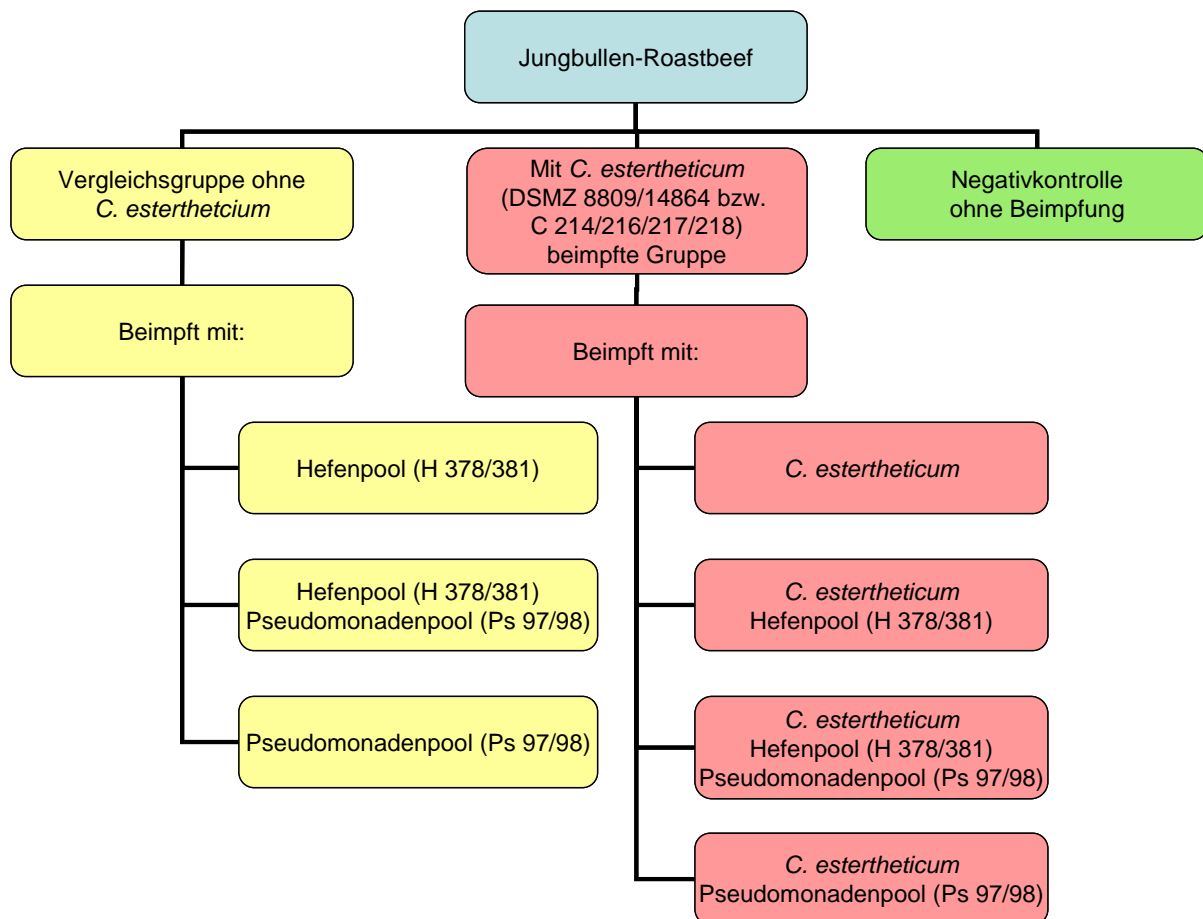 Jungbullen-Roastbeef
Vergleichsgruppe ohne
C. esterthetcium
Mit C. estertheticum
(DSMZ 8809/14864 bzw.
C 214/216/217/218)
beimpfte Gruppe
Negativkontrolle
ohne Beimpfung
Beimpft mit:
Beimpft mit:
Hefenpool (H 378/381)
Hefenpool (H 378/381)
Pseudomonadenpool (Ps 97/98)
Pseudomonadenpool (Ps 97/98)
C. estertheticum
C. estertheticum
Hefenpool (H 378/381)
C. estertheticum
Hefenpool (H 378/381)
Pseudomonadenpool (Ps 97/98)
C. estertheticum
Pseudomonadenpool (Ps 97/98)